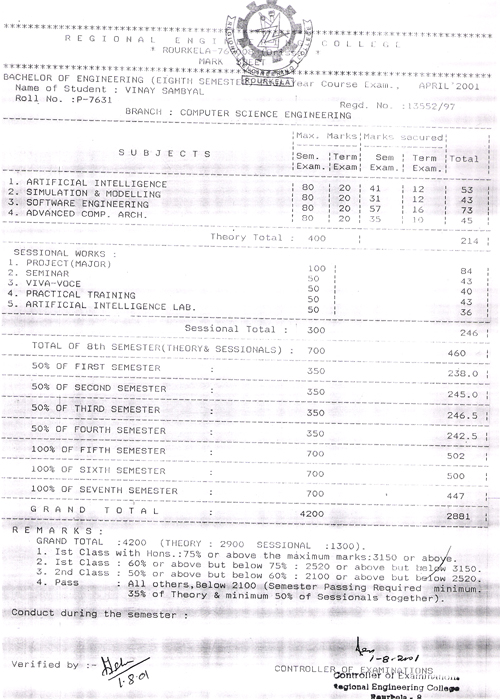 REGIONAL ENGI COLLEGE
* ROURKELA-76 *
MARK SHEET
ROURKELA
BACHELOR OF ENGINEERING (EIGHTH SEMESTE Year Course Exam., APRIL'2001
Name of Student : VINAY SAMBYAL
Roll No. :P-7631
Regd. No. :13552/97
BRANCH : COMPUTER SCIENCE ENGINEERING
SUBJECTS Max. Marks Marks secured
Sem. Exam. Term Exam Sem Exam. Term Exam. Total
1. ARTIFICIAL INTELLIGENCE 80 20 41 12 53
2. SIMULATION & MODELLING 80 20 31 12 43
3. SOFTWARE ENGINEERING 80 20 57 16 73
4. ADVANCED COMP. ARCH. 80 20 35 10 45
Theory Total : 400 214
SESSIONAL WORKS :
1. PROJECT(MAJOR) 100 84
2. SEMINAR 50 43
3. VIVA-VOCE 50 40
4. PRACTICAL TRAINING 50 43
5. ARTIFICIAL INTELLIGENCE LAB. 50 36
Sessional Total : 300 246
TOTAL OF 8th SEMESTER(THEORY& SESSIONALS) : 700 460
50% OF FIRST SEMESTER : 350 238.0
50% OF SECOND SEMESTER : 350 245.0
50% OF THIRD SEMESTER : 350 246.5
50% OF FOURTH SEMESTER : 350 242.5
100% OF FIFTH SEMESTER : 700 502
100% OF SIXTH SEMESTER : 700 500
100% OF SEVENTH SEMESTER : 700 447
GRAND TOTAL : 4200 2881
REMARKS :
GRAND TOTAL :4200 (THEORY : 2900 SESSIONAL :1300).
1. Ist Class with Hons.:75% or above the maximum marks:3150 or above.
2. Ist Class : 60% or above but below 75% : 2520 or above but below 3150.
3. 2nd Class : 50% or above but below 60% : 2100 or above but below 2520.
4. Pass : All others,Below 2100 (Semester Passing Required minimum.
35% of Theory & minimum 50% of Sessionals together).
Conduct during the semester :
1-8-2001
Verified by :-
1.8.01
CONTROLLER OF EXAMINATIONS
Controller of Examinations
Regional Engineering College
Rourkela - 8